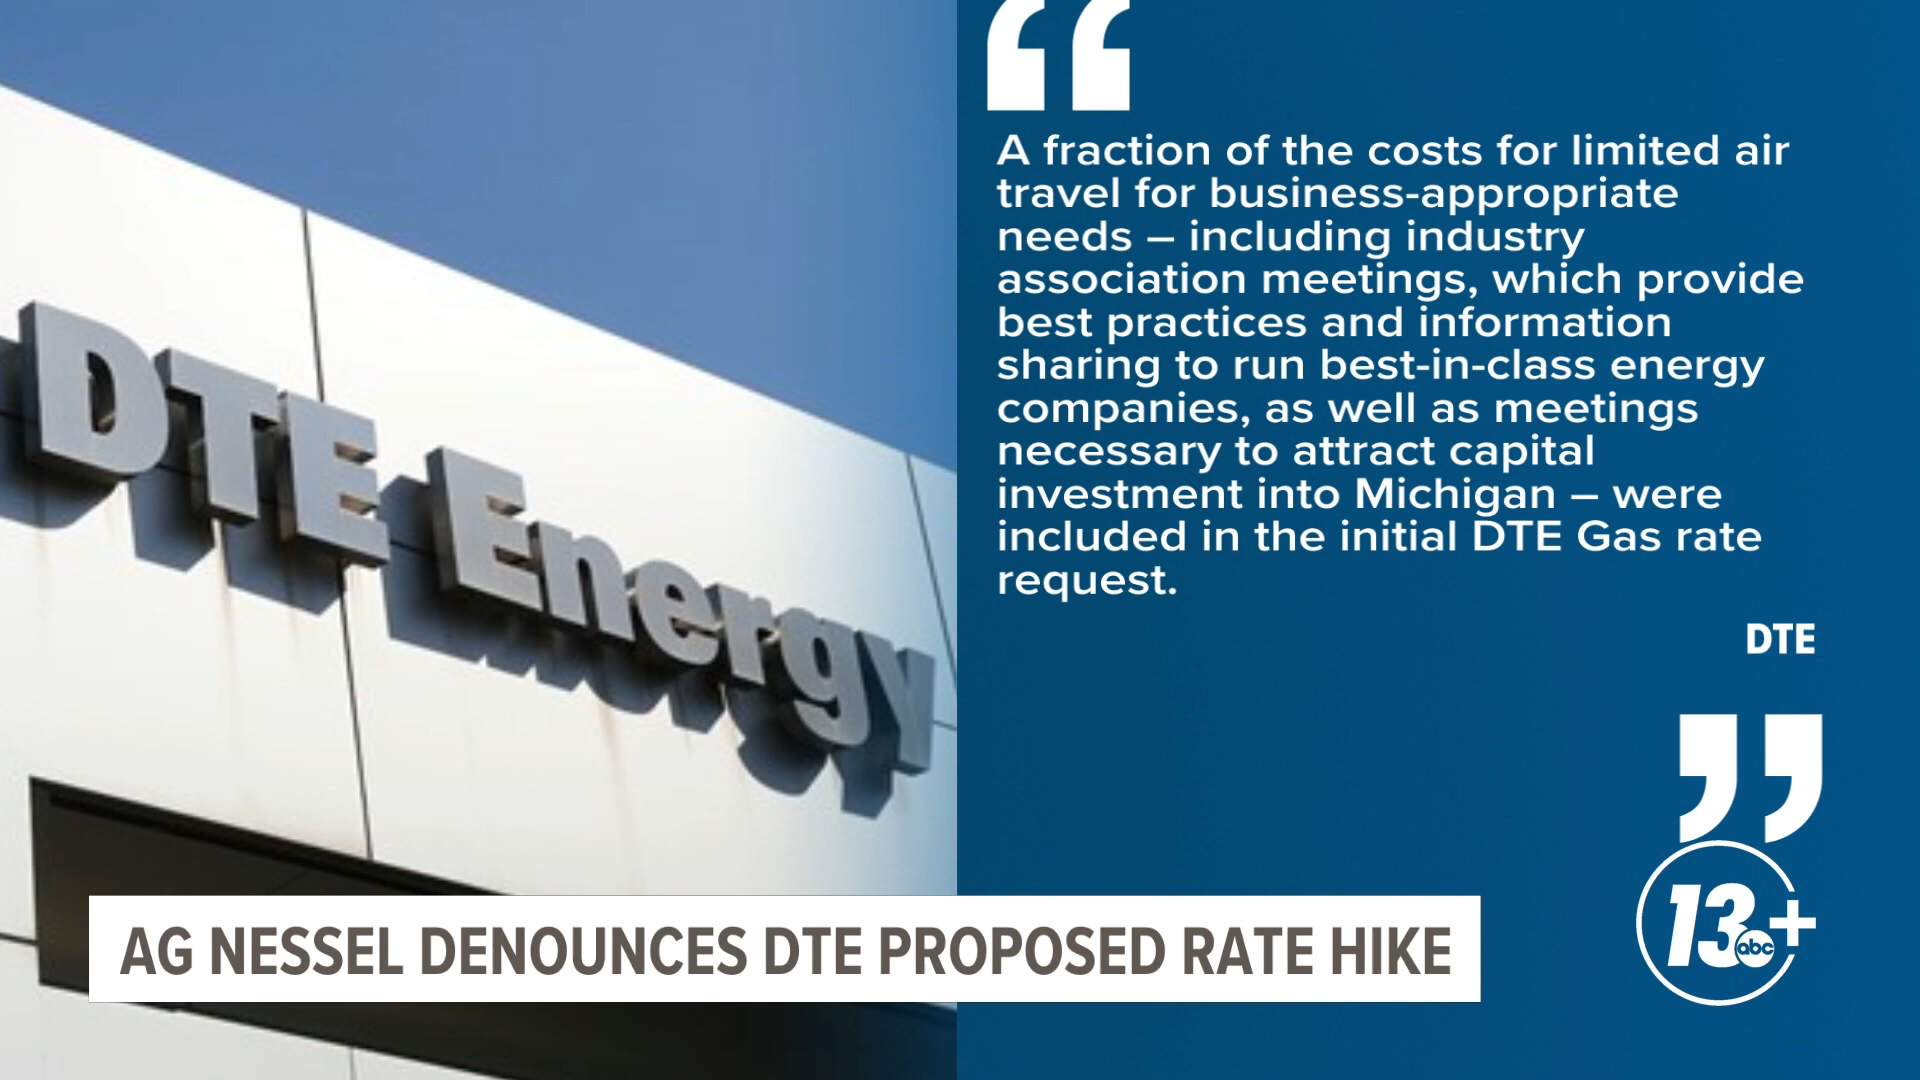 DTE Energy
“
A fraction of the costs for limited air
travel for business-appropriate
needs – including industry
association meetings, which provide
best practices and information
sharing to run best-in-class energy
companies, as well as meetings
necessary to attract capital
investment into Michigan – were
included in the initial DTE Gas rate
request.
DTE
”
AG NESSEL DENOUNCES DTE PROPOSED RATE HIKE
13+
abc